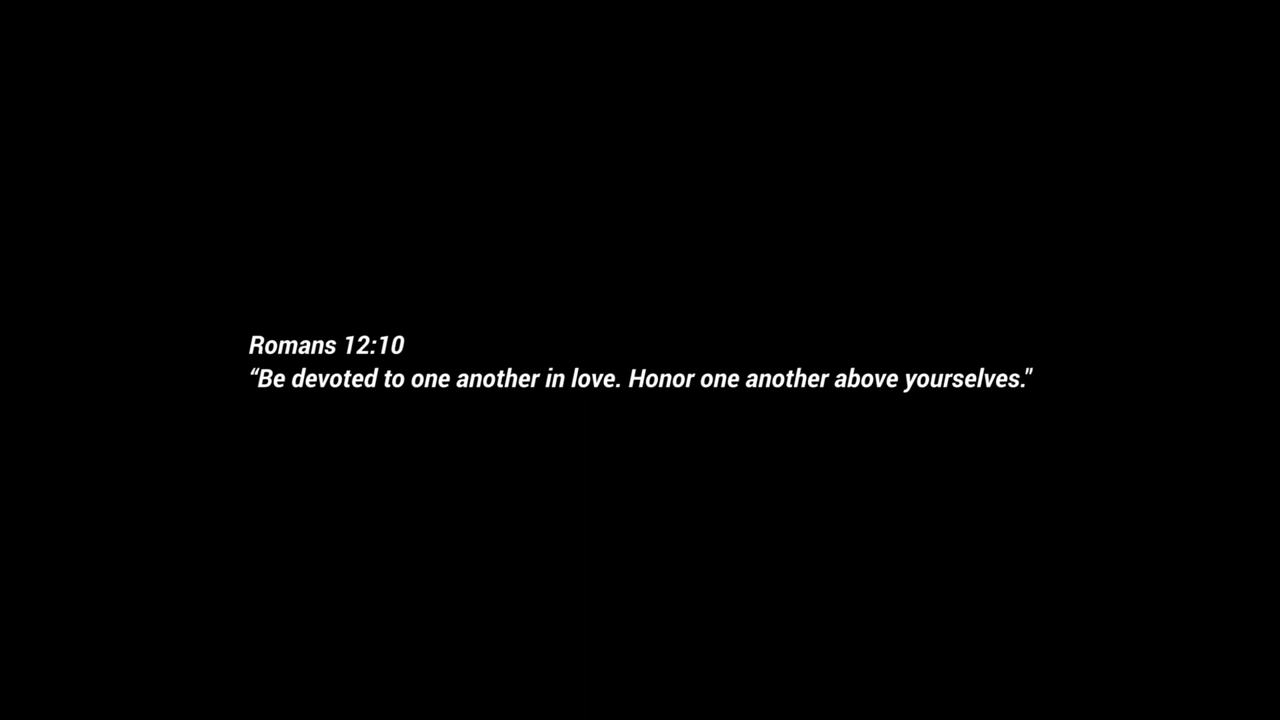 Romans 12:10
“Be devoted to one another in love. Honor one another above yourselves."